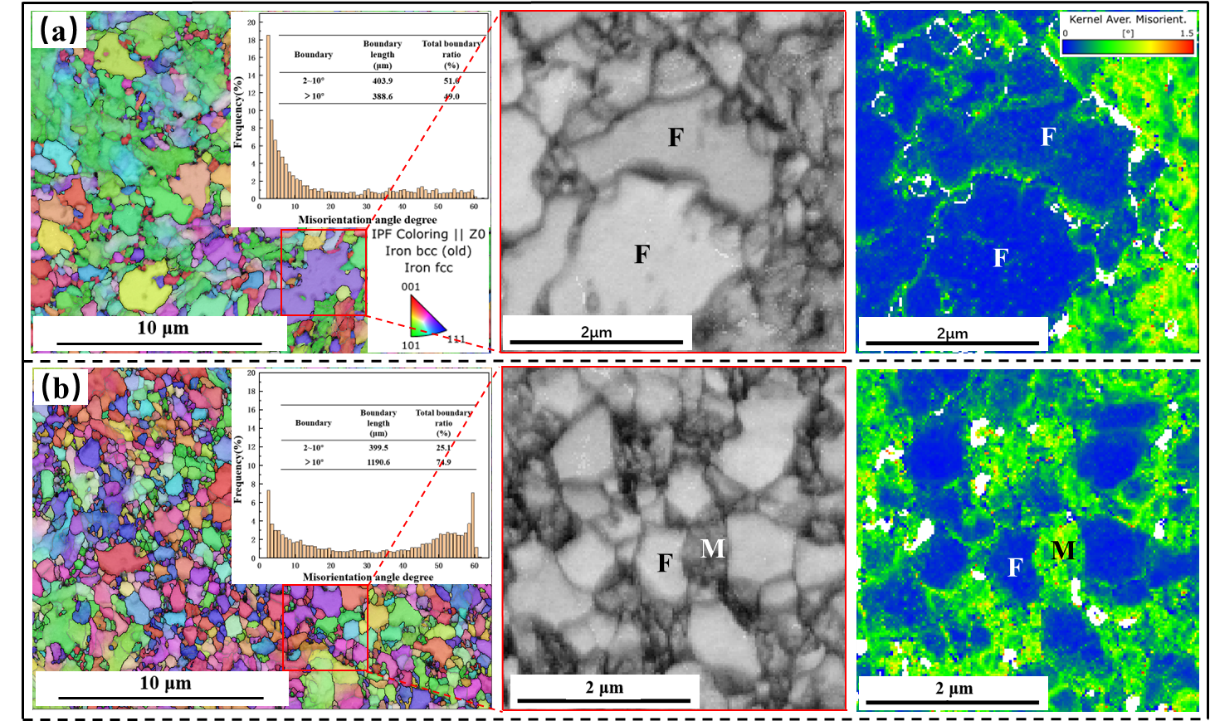 (a)
Frequency(%)
20
18
16
14
12
10
8
6
4
2
0
Boundary Boundary length (μm) Total boundary ratio (%)
2~10° 403.9
>10° 388.6
0 10 20 30 40 50 60
Misorientation angle degree
IPF Coloring || Z0
Iron bcc (old)
Iron fcc
001
101 111
10 μm
F
F
2μm
Kernel Aver. Misorient.
0 [°] 1.5
F
F
2μm
(b)
Frequency(%)
20
18
16
14
12
10
8
6
4
2
0
Boundary Boundary length (μm) Total boundary ratio (%)
2~10° 399.5
>10° 1190.6
0 10 20 30 40 50 60
Misorientation angle degree
10 μm
F M
2 μm
F M
2 μm